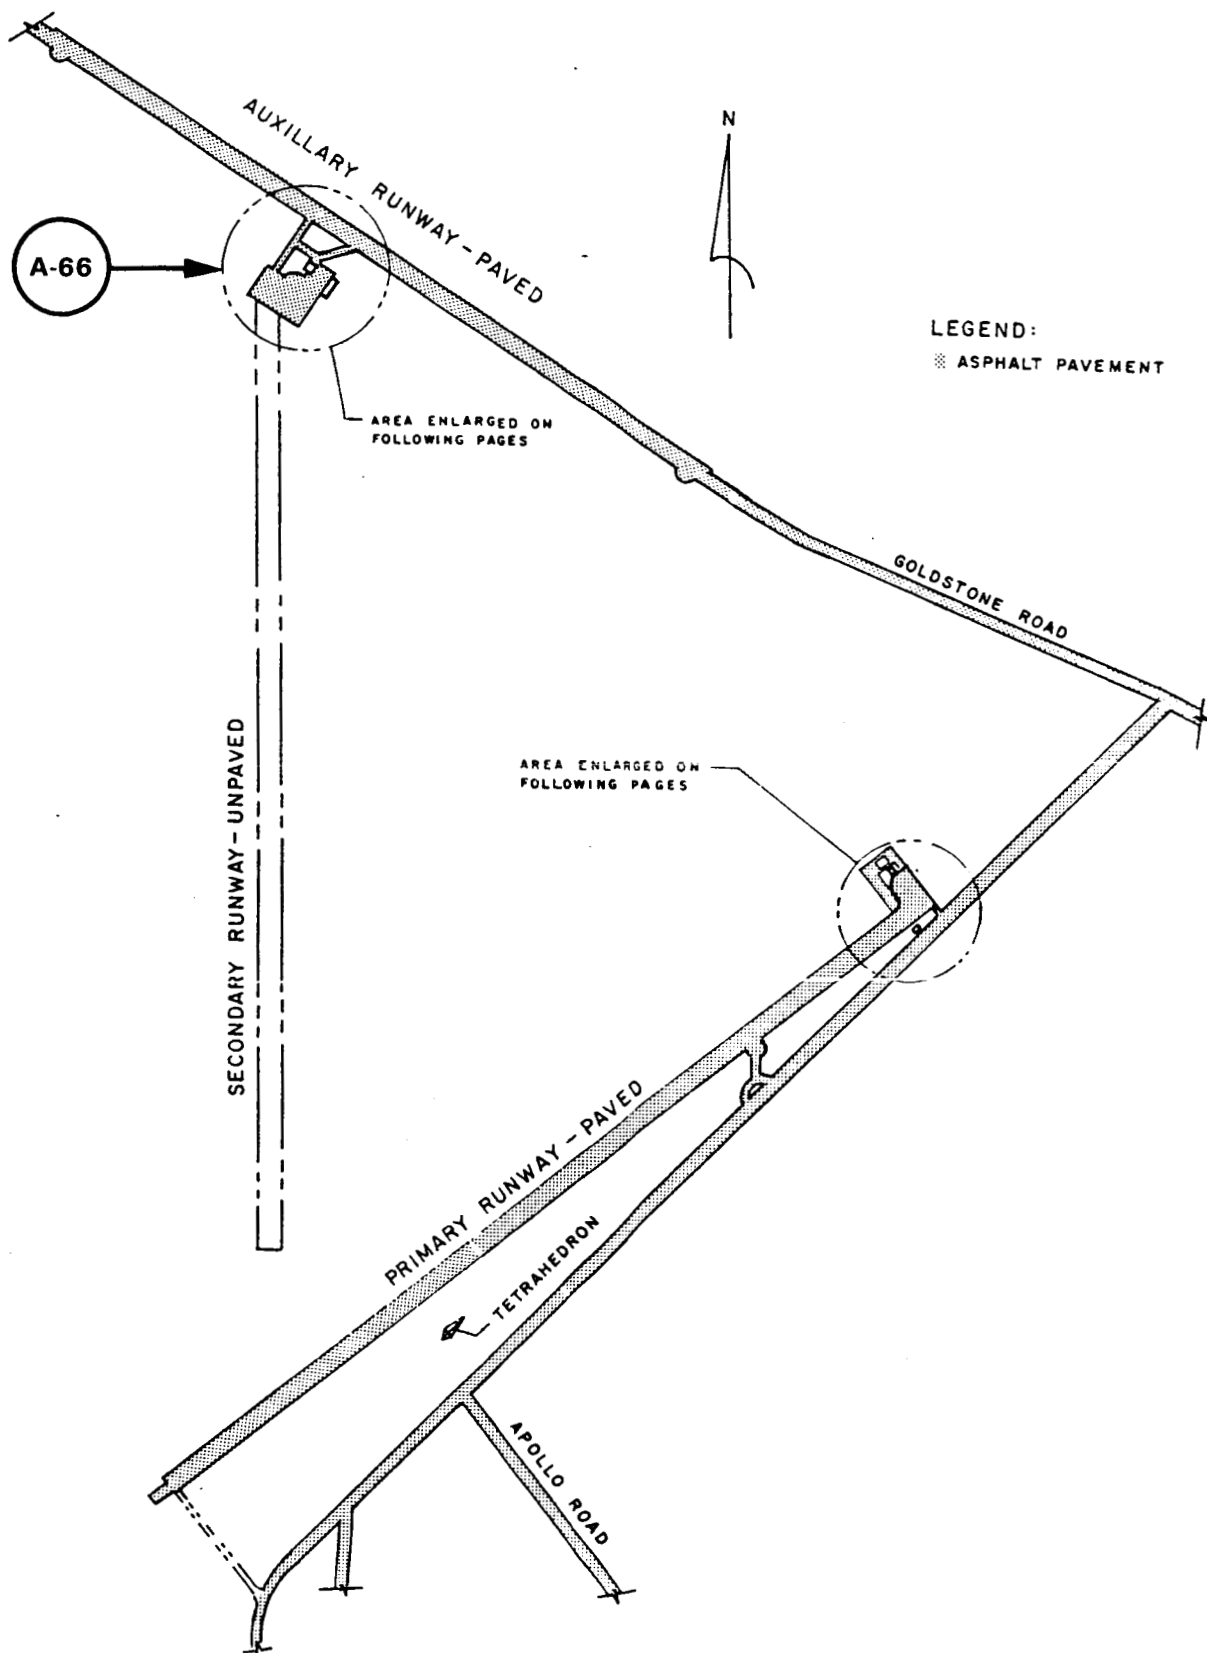 AUXILLARY RUNWAY-PAVED
N
A-66
LEGEND:
ASPHALT PAVEMENT
AREA ENLARGED ON
FOLLOWING PAGES
GOLDSTONE ROAD
SECONDARY RUNWAY-UNPAVED
AREA ENLARGED ON
FOLLOWING PAGES
PRIMARY RUNWAY-PAVED
TETRAHEDRON
APOLLO ROAD